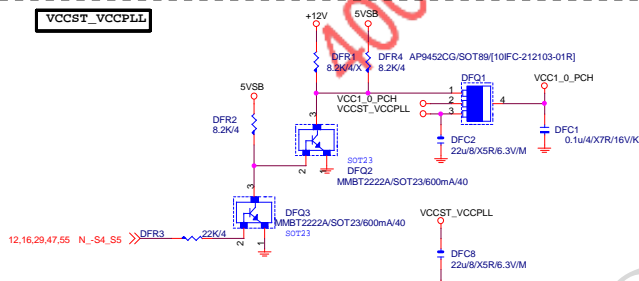 VCCST_VCCPLL
400
+12V
5VSB
DFR1
8.2K/4/X
DFR4
8.2K/4
AP9452CG/SOT89/[10IFC-212103-01R]
DFQ1
5VSB
DFR2
8.2K/4
VCC1_0_PCH
VCCST_VCCPLL
1
2
3
4
VCC1_0_PCH
DFC2
22u/8/X5R/6.3V/M
DFC1
0.1u/4/X7R/16V/K
3
2
1
SOT23
DFQ2
MMBT2222A/SOT23/600mA/40
3
2
1
DFQ3
MMBT2222A/SOT23/600mA/40
SOT23
12,16,29,47,55 N_-S4_S5
DFR3
22K/4
VCCST_VCCPLL
DFC8
22u/8/X5R/6.3V/M